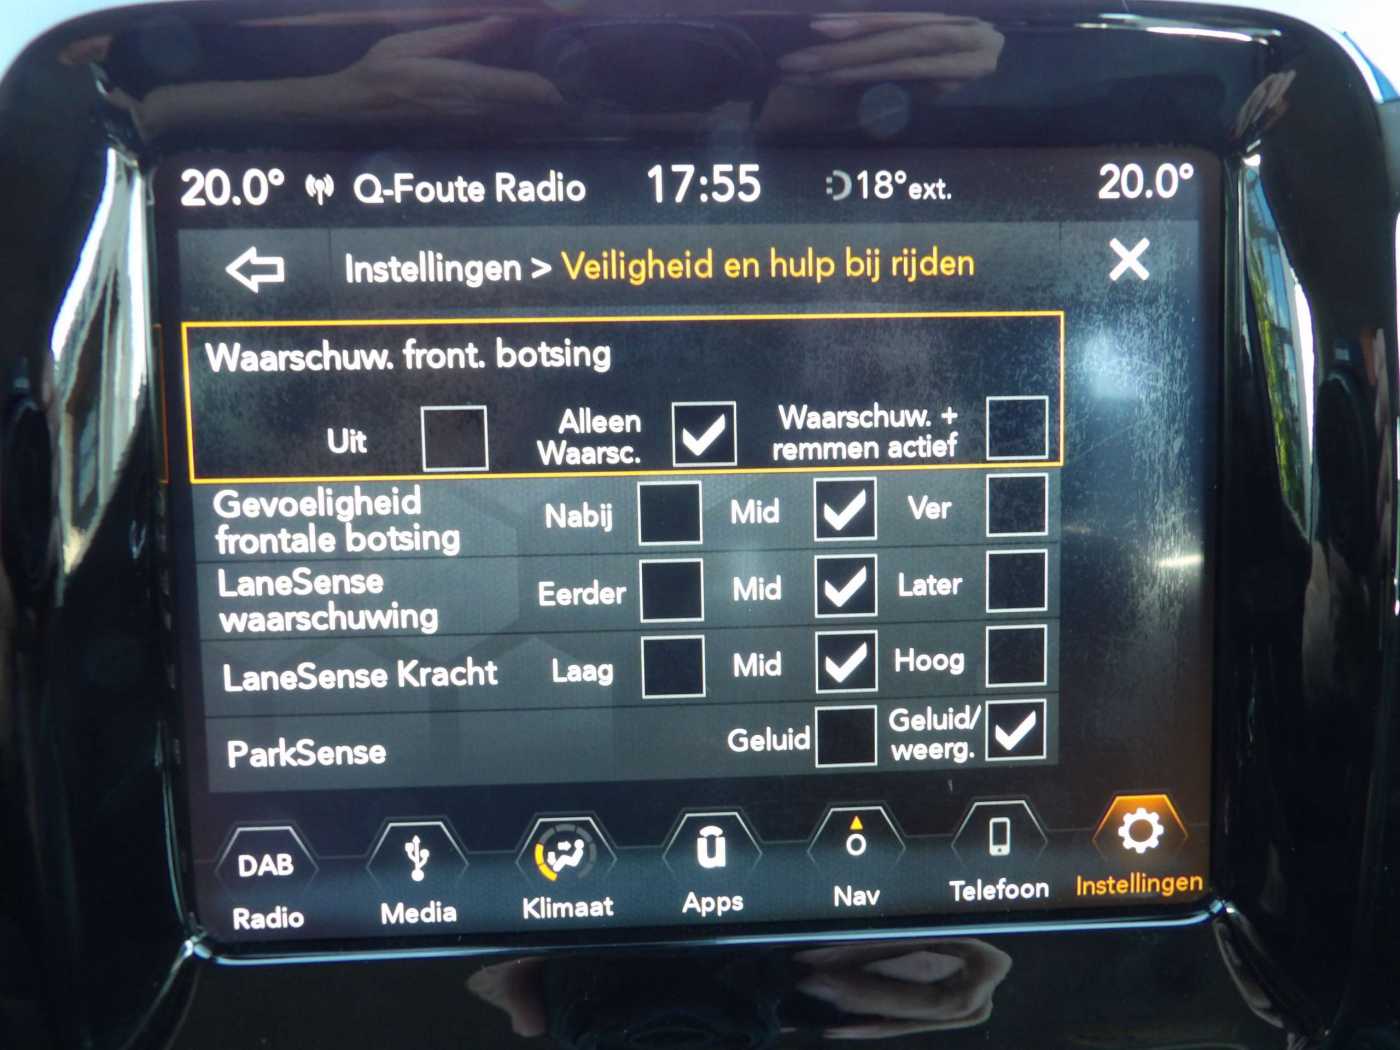 20.0° Q-Foute Radio 17:55 18°ext. 20.0°
Instellingen > Veiligheid en hulp bij rijden
Waarschuw. front. botsing
Uit
Alleen
Waarsc.
Waarschuw. +
remmen actief
Gevoeligheid
frontale botsing
Nabij Mid Ver
LaneSense
waarschuwing
Eerder Mid Later
LaneSense Kracht Laag Mid Hoog
ParkSense Geluid
Geluid/
weerg.
DAB
Radio Media Klimaat Apps Nav Telefoon Instellingen